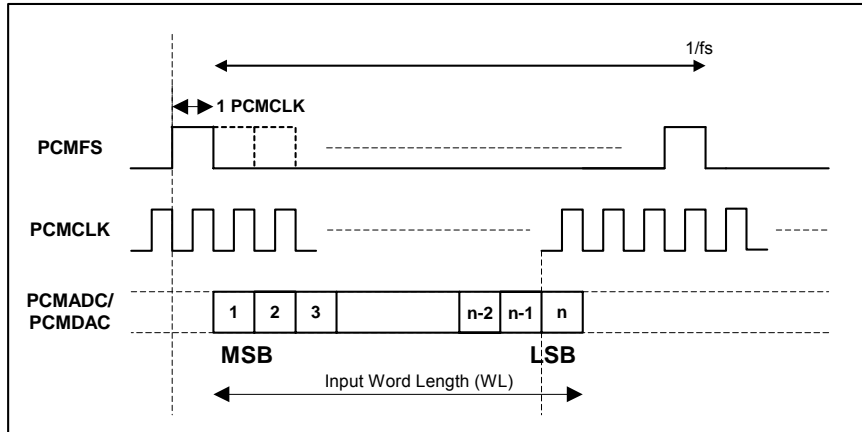 1/fs
1 PCMCLK
PCMFS
PCMCLK
PCMADC/
PCMDAC
1 2 3 n-2 n-1 n
MSB LSB
Input Word Length (WL)